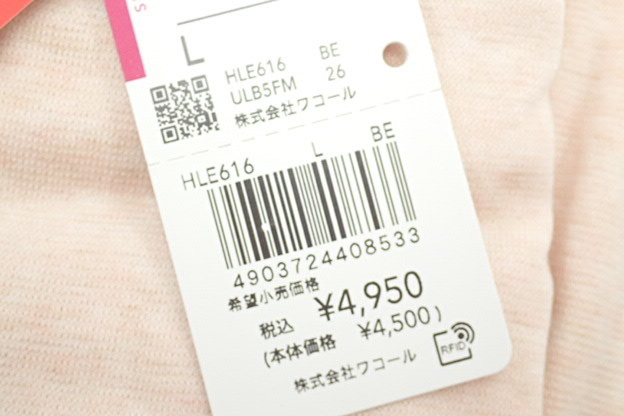 S
L
HLE616 BE
ULB5FM 26
株式会社ワコール
HLE616 L BE
4903724408533
希望小売価格
税込 ¥4,950
(本体価格 ¥4,500)
株式会社ワコール
RFID